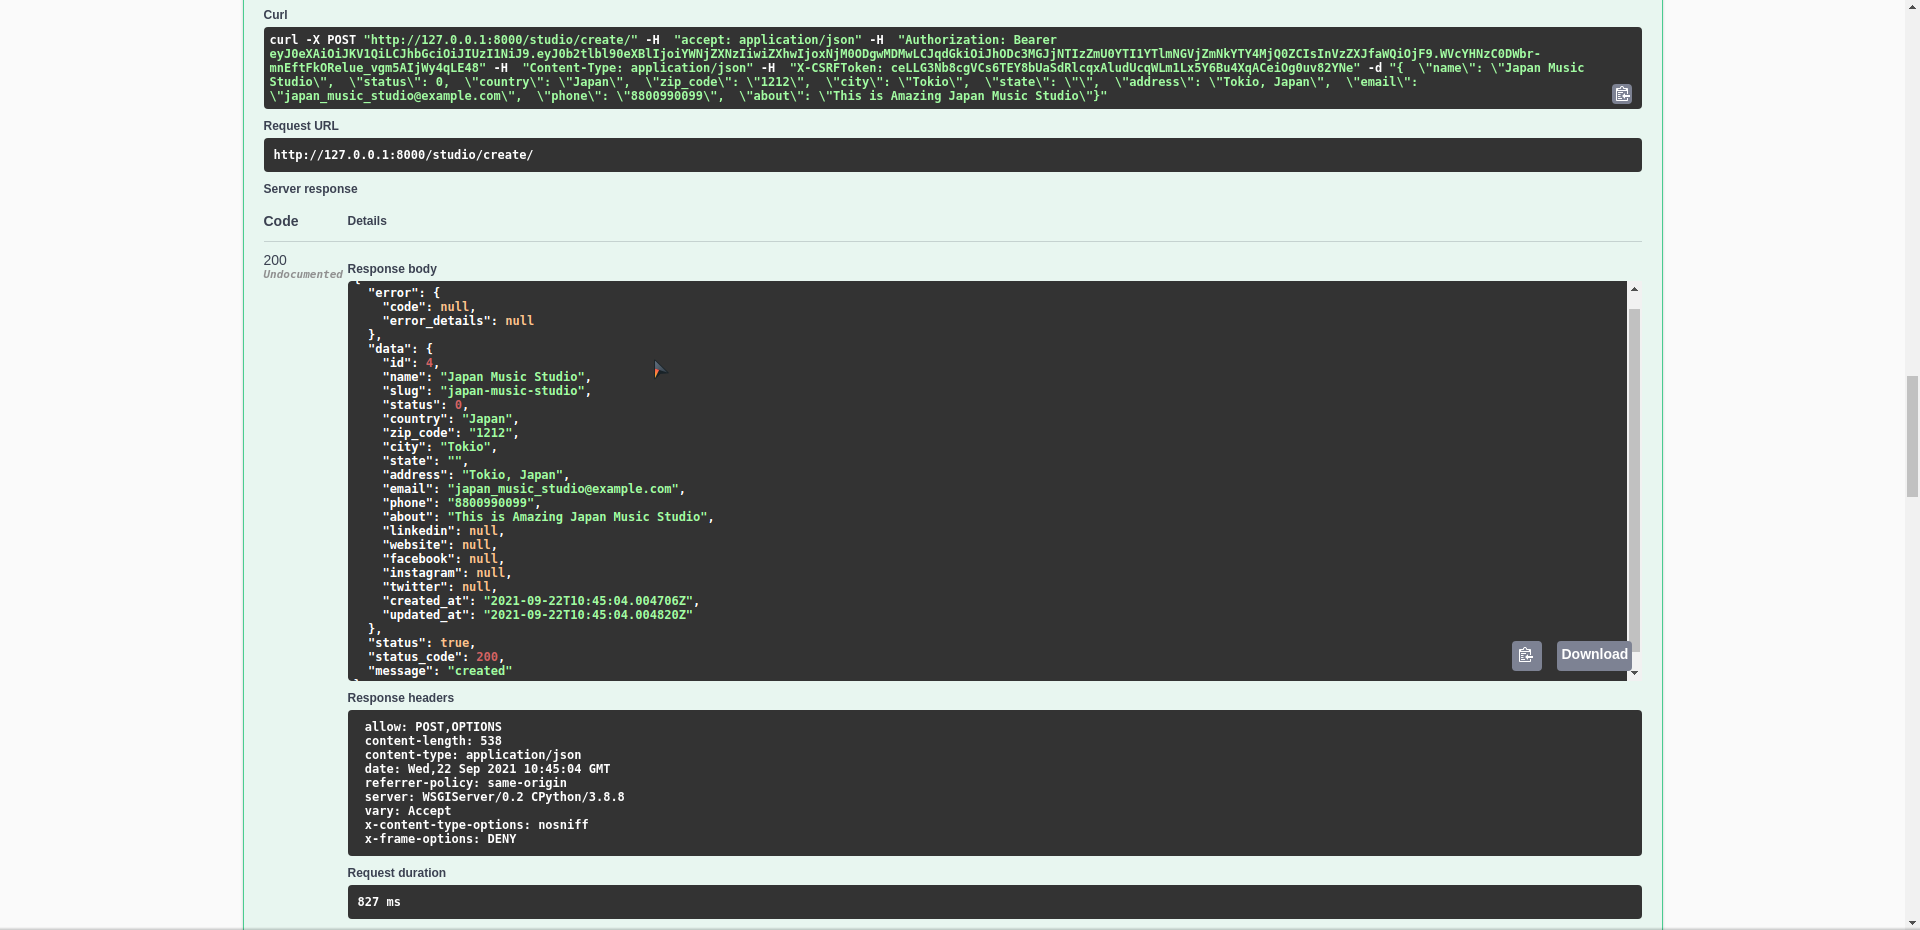 Curl
curl -X POST "http://127.0.0.1:8000/studio/create/" -H  "accept: application/json" -H  "Authorization: Bearer
eyJ0eXAiOiJKV1QiLCJhbGciOiJIUzI1NiJ9.eyJ0b2tlbl90eXBlIjoiYWNjZXNzIiwiZXhwIjoxNjM0ODgwMDMwLCJqdGkiOiJhODc3MGJjNTIzZmU0YTI1YTlmNGVjZmNkYTY4MjQ0ZCIsInVzZXJfaWQiOjF9.WVcYHNzC0DWbr-
mnEftFkORelue_vgm5AIjWy4qLE48" -H  "Content-Type: application/json" -H  "X-CSRFToken: ceLLG3Nb8cgVCs6TEY8bUaSdRlcqxAludUcqWLm1Lx5Y6Bu4XqACeiOg0uv82YNe" -d "{  \"name\": \"Japan Music
Studio\",  \"status\": 0,  \"country\": \"Japan\",  \"zip_code\": \"1212\",  \"city\": \"Tokio\",  \"state\": \"\",  \"address\": \"Tokio, Japan\",  \"email\":
\"japan_music_studio@example.com\",  \"phone\": \"8800990099\",  \"about\": \"This is Amazing Japan Music Studio\"}"
Request URL
http://127.0.0.1:8000/studio/create/
Server response
Code Details
200
Undocumented
Response body
{
"error": {
"code": null,
"error_details": null
},
"data": {
"id": 4,
"name": "Japan Music Studio",
"slug": "japan-music-studio",
"status": 0,
"country": "Japan",
"zip_code": "1212",
"city": "Tokio",
"state": "",
"address": "Tokio, Japan",
"email": "japan_music_studio@example.com",
"phone": "8800990099",
"about": "This is Amazing Japan Music Studio",
"linkedin": null,
"website": null,
"facebook": null,
"instagram": null,
"twitter": null,
"created_at": "2021-09-22T10:45:04.004706Z",
"updated_at": "2021-09-22T10:45:04.004820Z"
},
"status": true,
"status_code": 200,
"message": "created"
}
Download
Response headers
allow: POST,OPTIONS
content-length: 538
content-type: application/json
date: Wed,22 Sep 2021 10:45:04 GMT
referrer-policy: same-origin
server: WSGIServer/0.2 CPython/3.8.8
vary: Accept
x-content-type-options: nosniff
x-frame-options: DENY
Request duration
827 ms